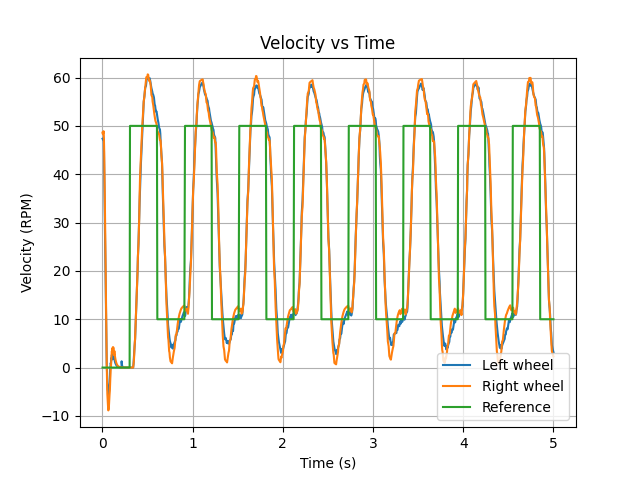 Velocity vs Time
Velocity (RPM)
60
50
40
30
20
10
0
−10
0 1 2 3 4 5
Time (s)
Left wheel
Right wheel
Reference